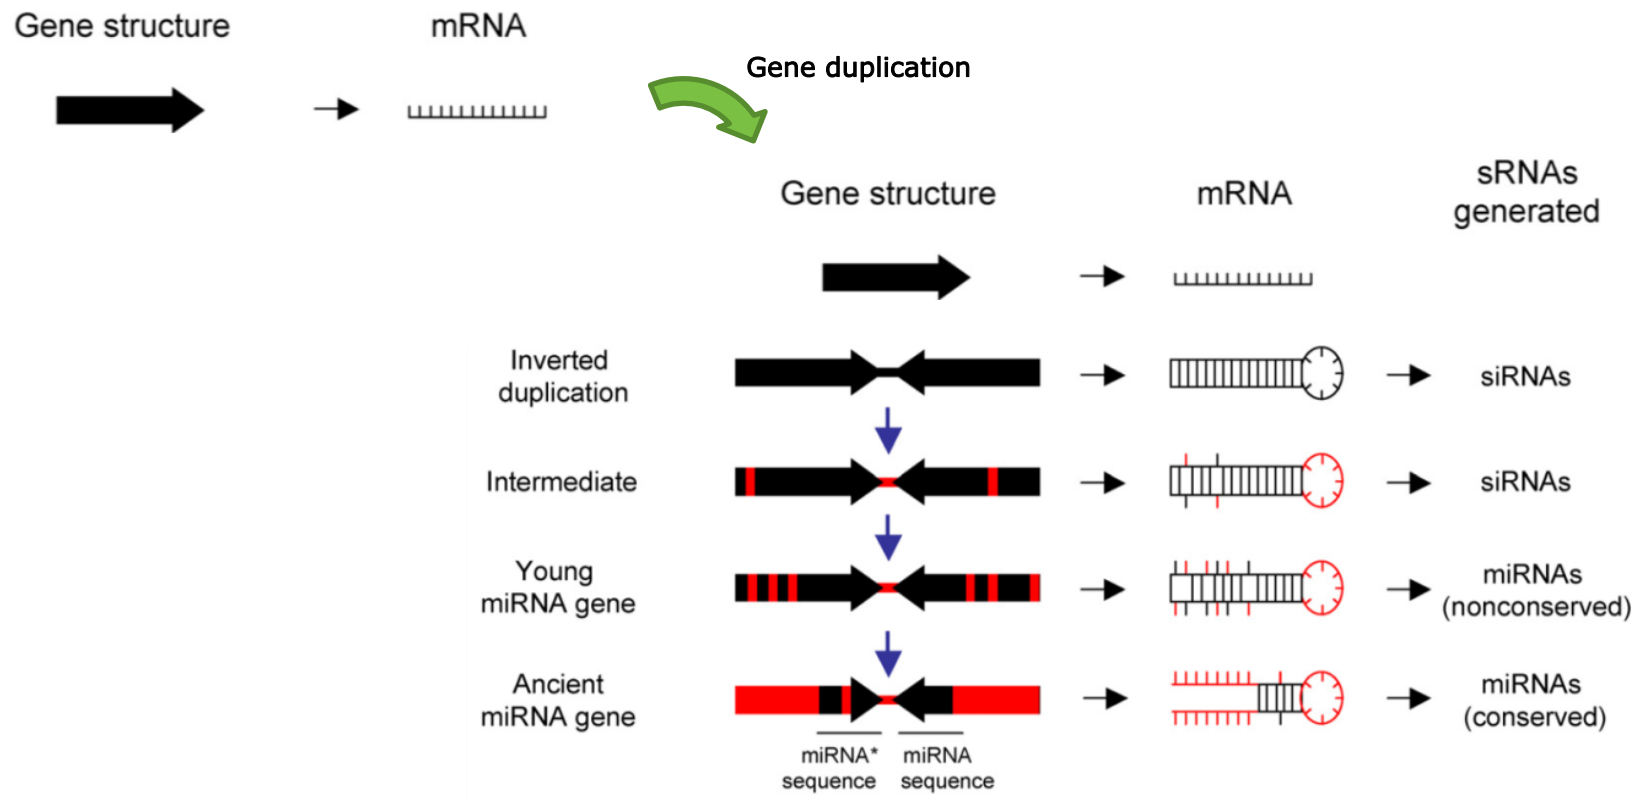 Gene structure
mRNA
Gene duplication
Gene structure
mRNA
sRNAs
generated
Inverted
duplication
siRNAs
Intermediate
siRNAs
Young
miRNA gene
miRNAs
(nonconserved)
Ancient
miRNA gene
miRNAs
(conserved)
miRNA*
sequence
miRNA
sequence